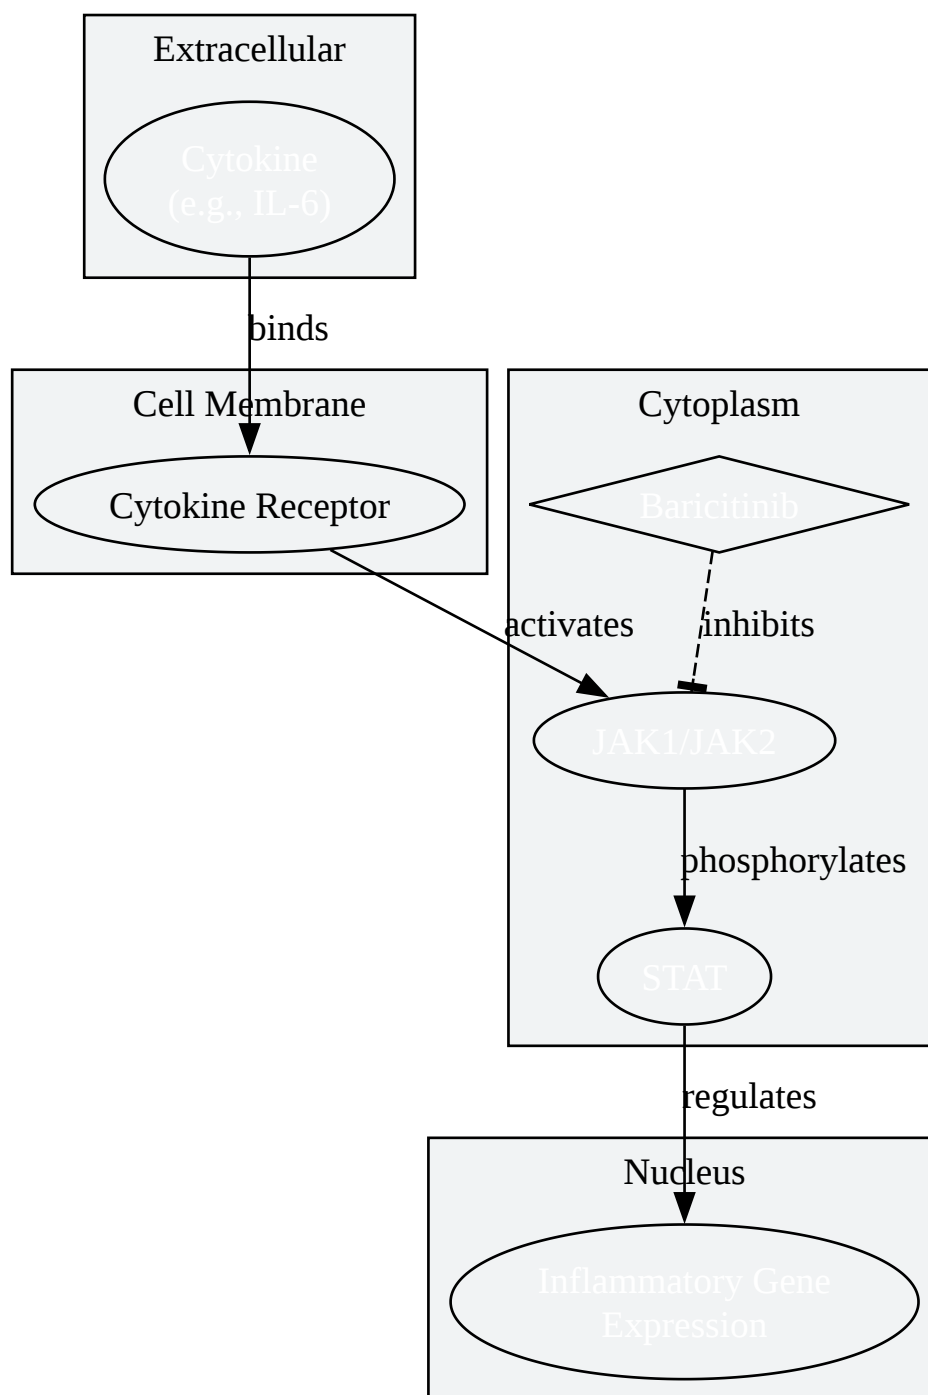 Extracellular
Cytokine
(e.g., IL-6)
binds
Cell Membrane
Cytokine Receptor
Cytoplasm
Baricitinib
activates
inhibits
JAK1/JAK2
phosphorylates
STAT
regulates
Nucleus
Inflammatory Gene
Expression